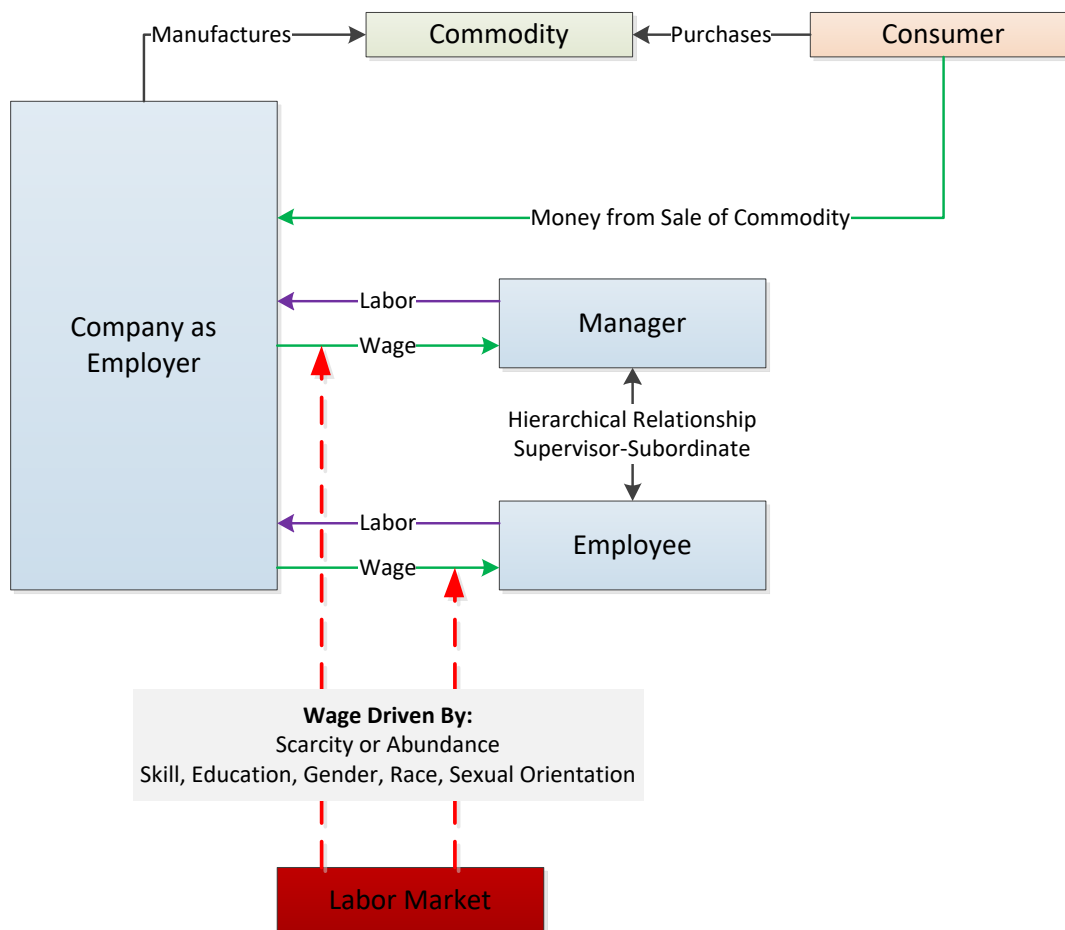 Manufactures
Commodity
Purchases
Consumer
Money from Sale of Commodity
Company as
Employer
Labor
Wage
Manager
Hierarchical Relationship
Supervisor-Subordinate
Labor
Wage
Employee
Wage Driven By:
Scarcity or Abundance
Skill, Education, Gender, Race, Sexual Orientation
Labor Market